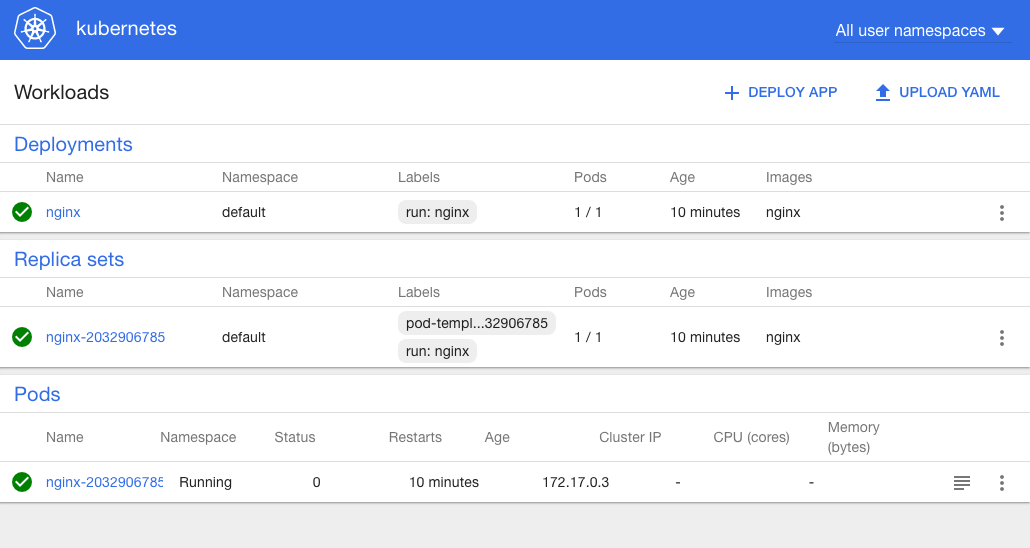 kubernetes
All user namespaces
Workloads
DEPLOY APP
UPLOAD YAML
Deployments
Name Namespace Labels Pods Age Images
nginx default run: nginx 1 / 1 10 minutes nginx
Replica sets
Name Namespace Labels Pods Age Images
pod-templ...32906785
nginx-2032906785 default 1 / 1 10 minutes nginx
run: nginx
Pods
Name Namespace Status Restarts Age Cluster IP CPU (cores) Memory
(bytes)
nginx-2032906785 Running 0 10 minutes 172.17.0.3 - -